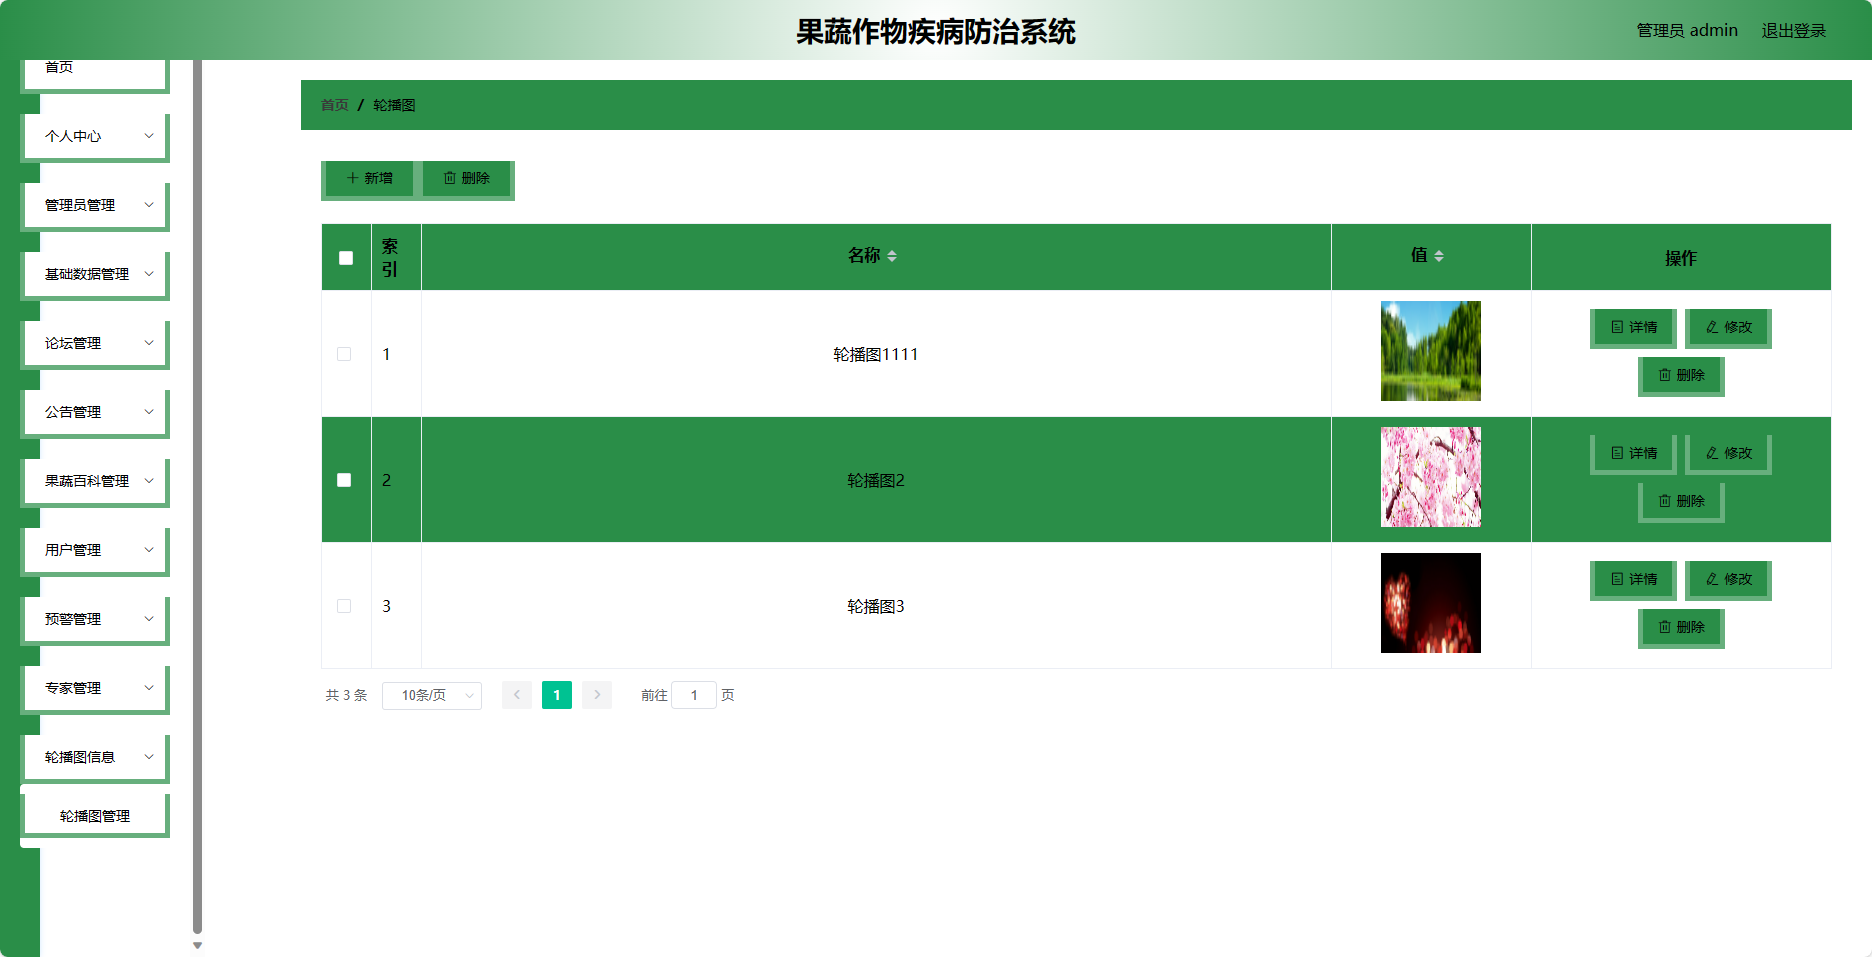 果蔬作物疾病防治系统
管理员 admin 退出登录
首页
个人中心
管理员管理
基础数据管理
论坛管理
公告管理
果蔬百科管理
用户管理
预警管理
专家管理
轮播图信息
轮播图管理
首页 / 轮播图
新增 删除
索引 名称 值 操作
1 轮播图1111 详情 修改
删除
2 轮播图2 详情 修改
删除
3 轮播图3 详情 修改
删除
共 3 条 10条/页 1 前往 1 页